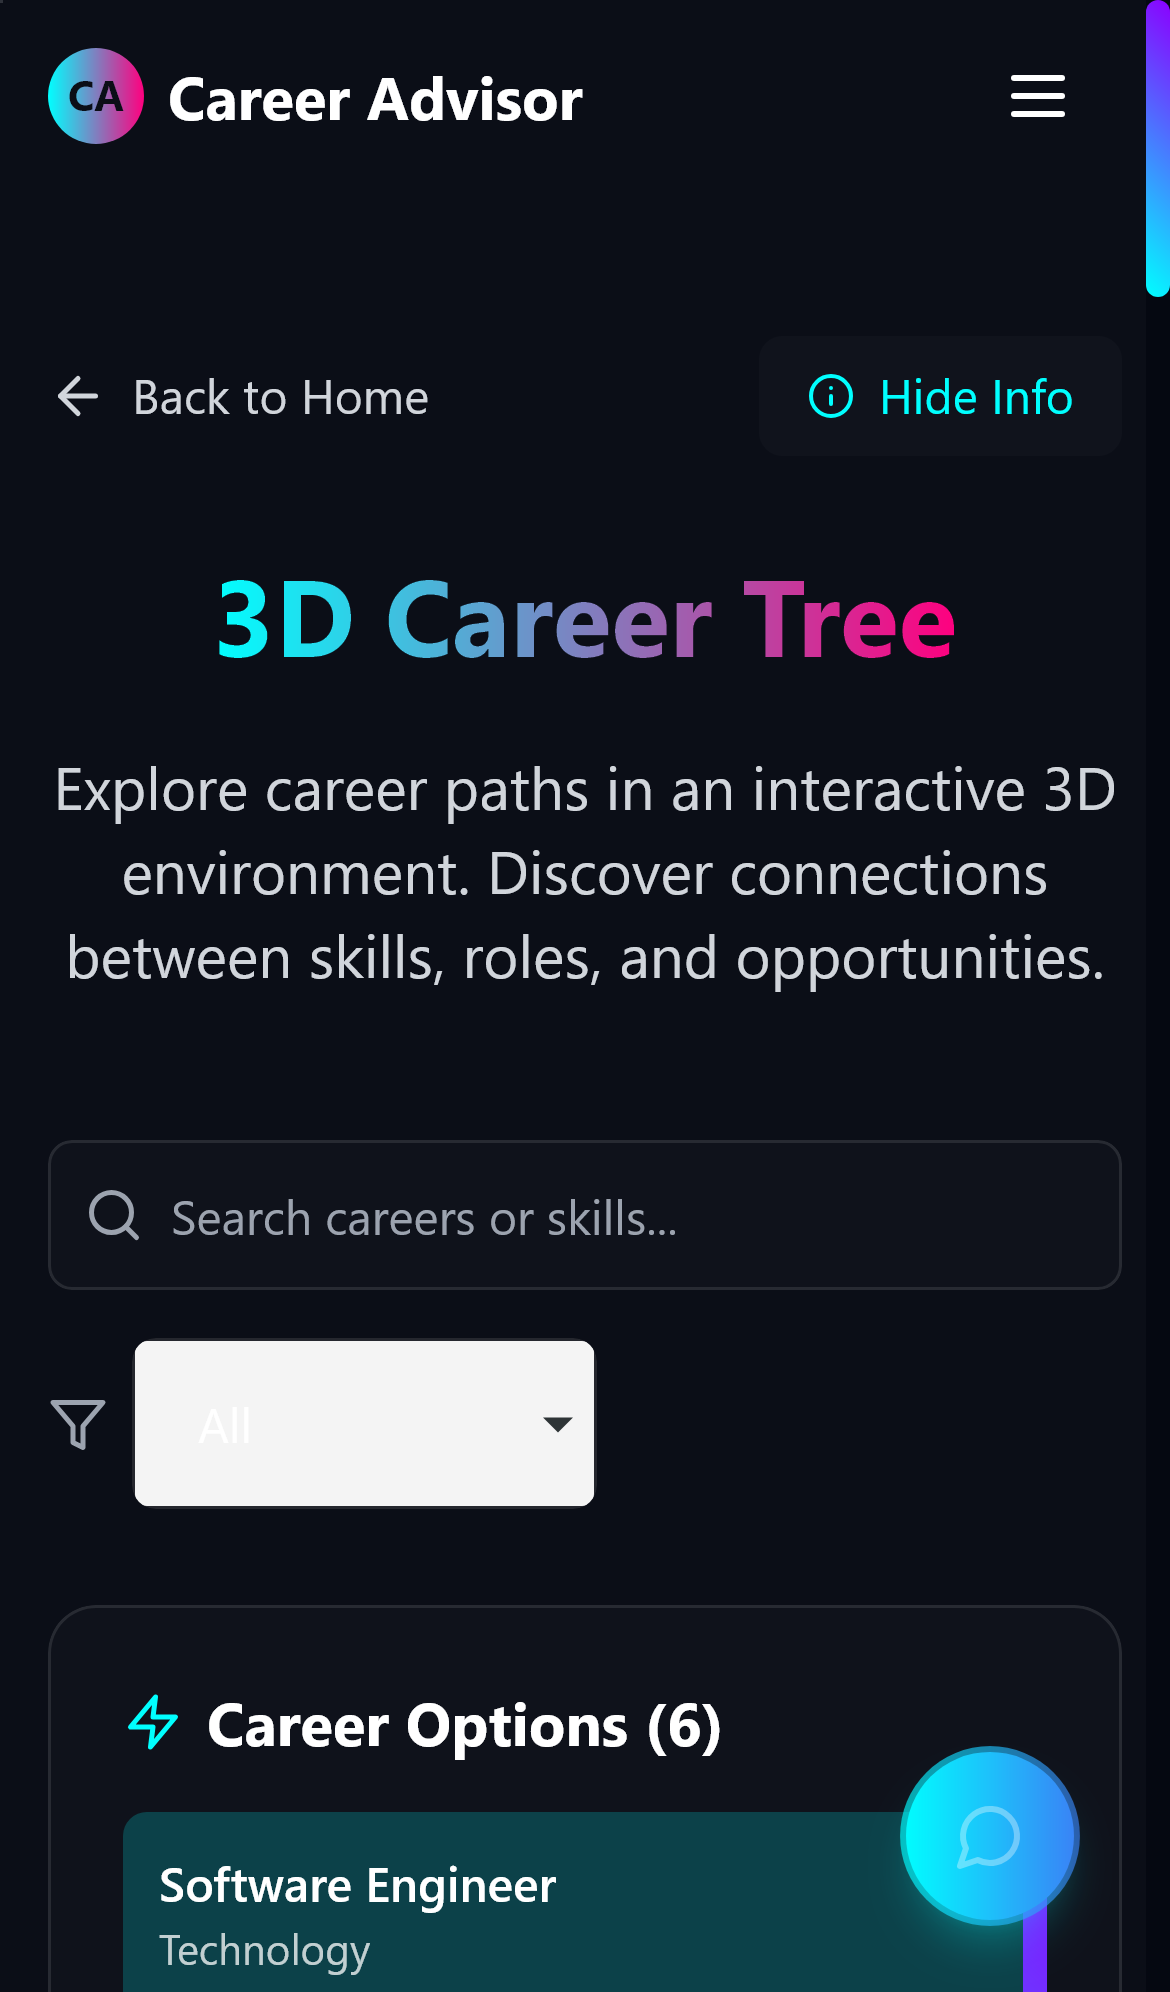 CA Career Advisor
Back to Home
Hide Info
3D Career Tree
Explore career paths in an interactive 3D
environment. Discover connections
between skills, roles, and opportunities.
Search careers or skills...
All
Career Options (6)
Software Engineer
Technology